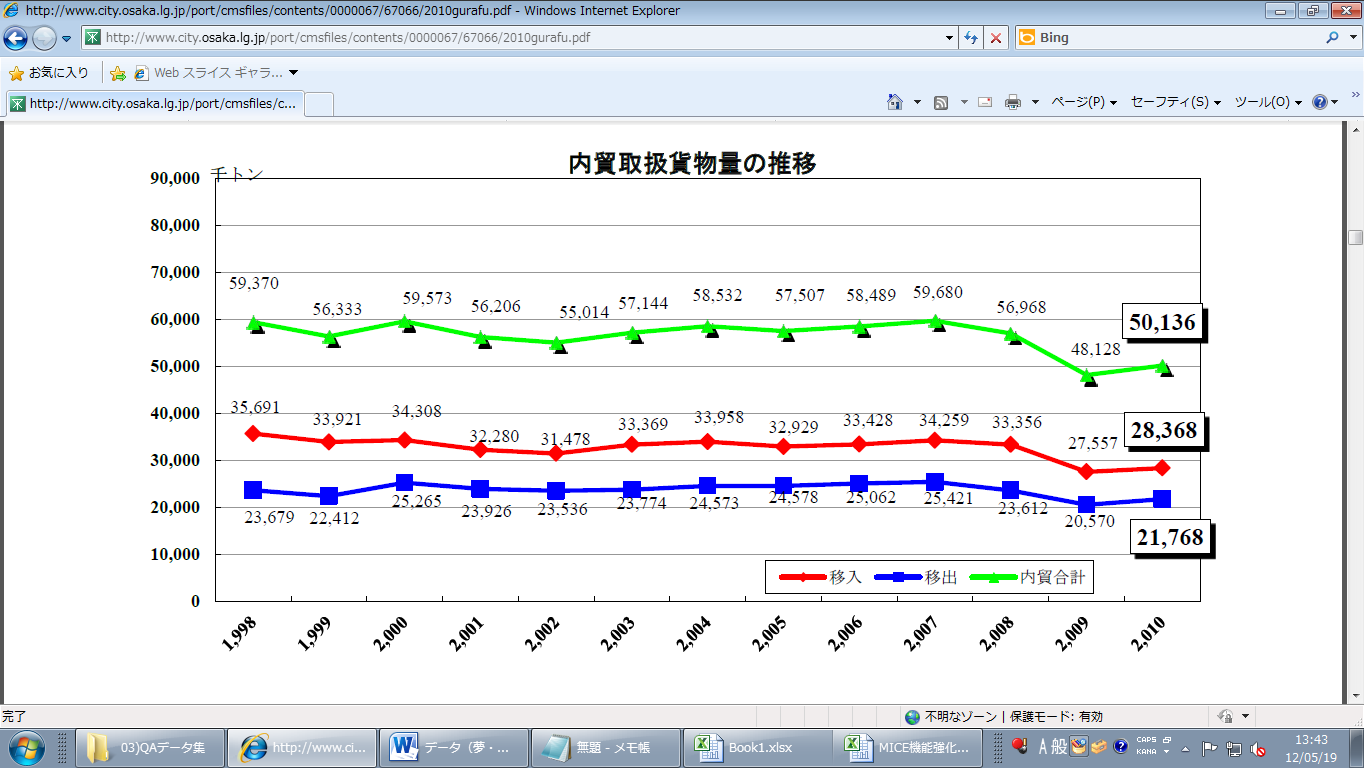 http://www.city.osaka.lg.jp/port/cmsfiles/contents/0000067/67066/2010gurafu.pdf - Windows Internet Explorer
http://www.city.osaka.lg.jp/port/cmsfiles/contents/0000067/67066/2010gurafu.pdf
Bing
お気に入り
Web スライス ギャラ...
http://www.city.osaka.lg.jp/port/cmsfiles/c...
ページ(P)
セーフティ(S)
ツール(O)
内貿取扱貨物量の推移
千トン
90,000
80,000
70,000
60,000
50,000
40,000
30,000
20,000
10,000
0
59,370 56,333 59,573 56,206 55,014 57,144 58,532 57,507 58,489 59,680 56,968 48,128 50,136
35,691 33,921 34,308 32,280 31,478 33,369 33,958 32,929 33,428 34,259 33,356 27,557 28,368
23,679 22,412 25,265 23,926 23,536 23,774 24,573 24,578 25,062 25,421 23,612 20,570 21,768
移入 移出 内貿合計
1,998 1,999 2,000 2,001 2,002 2,003 2,004 2,005 2,006 2,007 2,008 2,009 2,010
完了
不明なゾーン | 保護モード: 有効
03)QAデータ集
http://www.ci...
データ（夢・...
無題 - メモ帳
Book1.xlsx
MICE機能強化...
A 般
CAPS
KANA
13:43
12/05/19